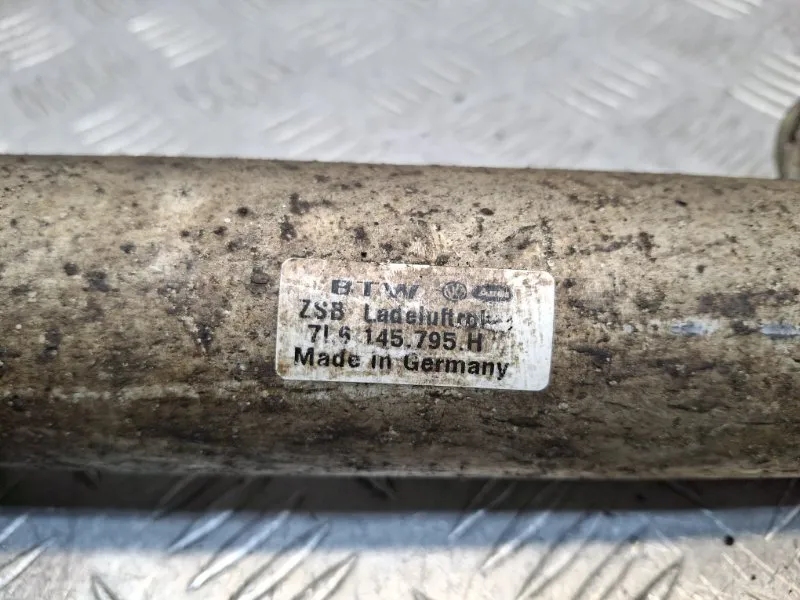 BTW
ZSB Ladeluftrohr
7L6 145.795.H
Made in Germany